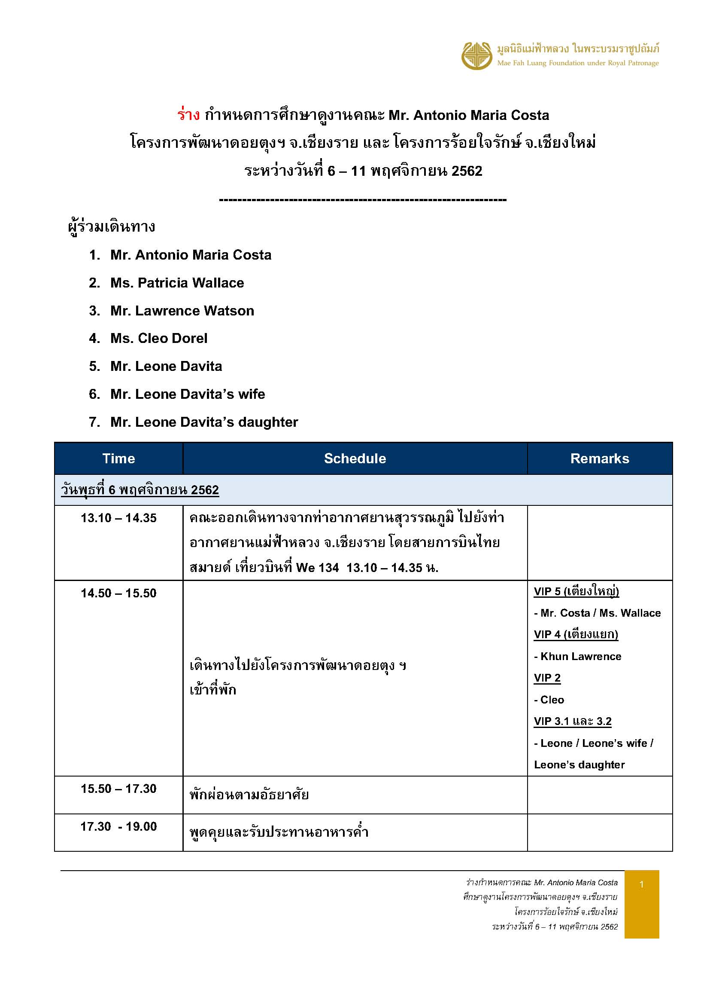 มูลนิธิแม่ฟ้าหลวง ในพระบรมราชูปถัมภ์
Mae Fah Luang Foundation under Royal Patronage
ร่าง กำหนดการศึกษาดูงานคณะ Mr. Antonio Maria Costa
โครงการพัฒนาดอยตุงฯ จ.เชียงราย และ โครงการร้อยใจรักษ์ จ.เชียงใหม่
ระหว่างวันที่ 6 – 11 พฤศจิกายน 2562
--------------------------------------------------------------
ผู้ร่วมเดินทาง
1. Mr. Antonio Maria Costa
2. Ms. Patricia Wallace
3. Mr. Lawrence Watson
4. Ms. Cleo Dorel
5. Mr. Leone Davita
6. Mr. Leone Davita’s wife
7. Mr. Leone Davita’s daughter
Time Schedule Remarks
วันพุธที่ 6 พฤศจิกายน 2562
13.10 – 14.35 คณะออกเดินทางจากท่าอากาศยานสุวรรณภูมิ ไปยังท่า
อากาศยานแม่ฟ้าหลวง จ.เชียงราย โดยสายการบินไทย
สมายด์ เที่ยวบินที่ We 134 13.10 – 14.35 น.
14.50 – 15.50
เดินทางไปยังโครงการพัฒนาดอยตุง ฯ
เข้าที่พัก
VIP 5 (เตียงใหญ่)
- Mr. Costa / Ms. Wallace
VIP 4 (เตียงแยก)
- Khun Lawrence
VIP 2
- Cleo
VIP 3.1 และ 3.2
- Leone / Leone’s wife /
Leone’s daughter
15.50 – 17.30 พักผ่อนตามอัธยาศัย
17.30 - 19.00 พูดคุยและรับประทานอาหารค่ำ
ร่างกำหนดการคณะ Mr. Antonio Maria Costa
ศึกษาดูงานโครงการพัฒนาดอยตุงฯ จ.เชียงราย
โครงการร้อยใจรักษ์ จ.เชียงใหม่
ระหว่างวันที่ 6 – 11 พฤศจิกายน 2562
1